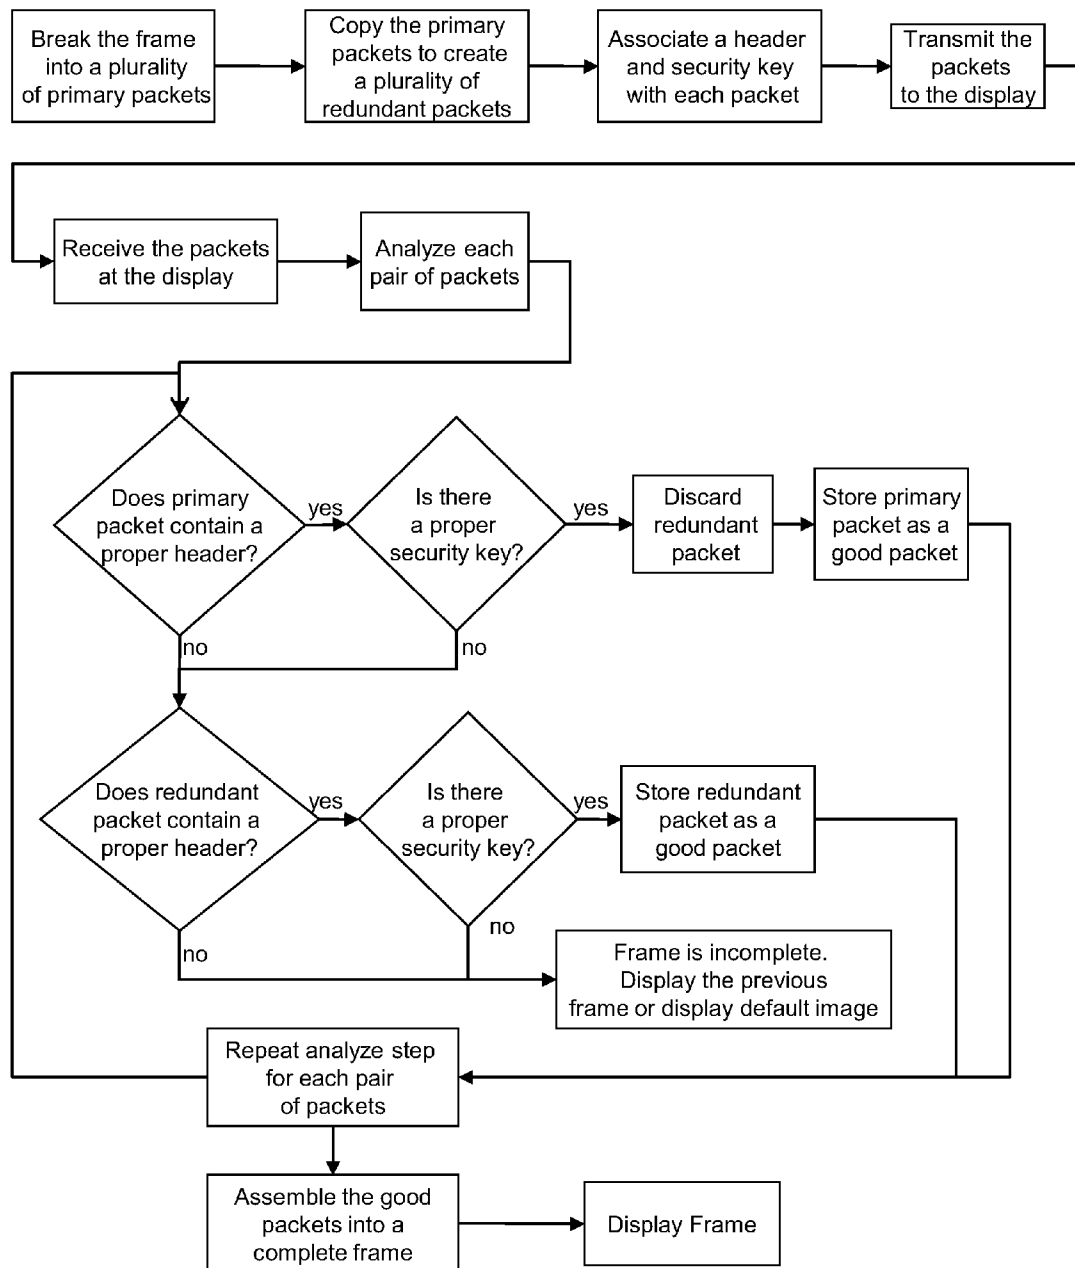 Break the frame
into a plurality
of primary packets
Copy the primary
packets to create
a plurality of
redundant packets
Associate a header
and security key
with each packet
Transmit the
packets
to the display
Receive the packets
at the display
Analyze each
pair of packets
Does primary
packet contain a
proper header?
yes
Is there
a proper
security key?
yes
Discard
redundant
packet
Store primary
packet as a
good packet
no
no
Does redundant
packet contain a
proper header?
yes
Is there
a proper
security key?
yes
Store redundant
packet as a
good packet
no
no
Frame is incomplete.
Display the previous
frame or display default image
Repeat analyze step
for each pair
of packets
Assemble the good
packets into a
complete frame
Display Frame